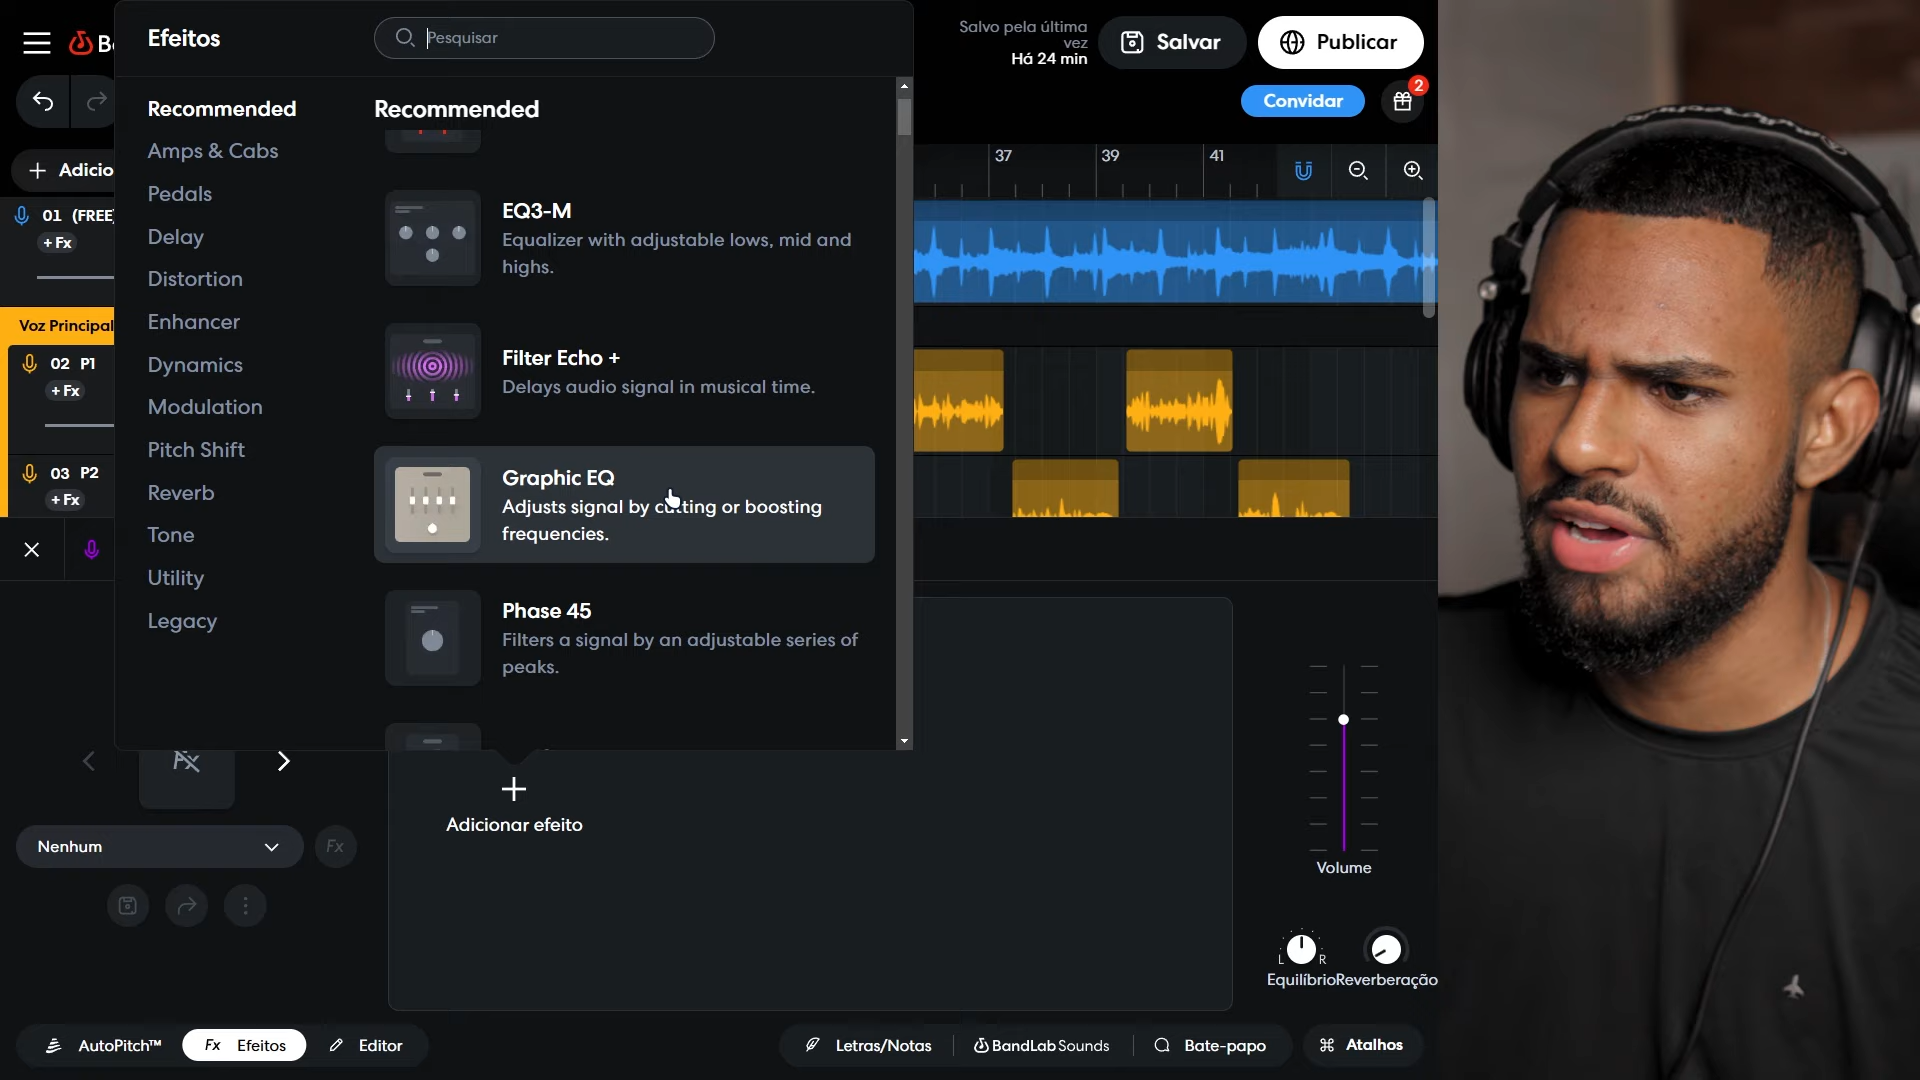 Efeitos
Pesquisar
Salvo pela última
vez
Há 24 min
Salvar
Publicar
Convidar
2
Recommended
Amps & Cabs
Pedals
Delay
Distortion
Enhancer
Dynamics
Modulation
Pitch Shift
Reverb
Tone
Utility
Legacy
Recommended
EQ3-M
Equalizer with adjustable lows, mid and
highs.
Filter Echo +
Delays audio signal in musical time.
Graphic EQ
Adjusts signal by cutting or boosting
frequencies.
Phase 45
Filters a signal by an adjustable series of
peaks.
37
39
41
Adicio
01 (FREE)
+ Fx
Voz Principal
02 P1
+ Fx
03 P2
+ Fx
Fx
Nenhum
Fx
Adicionar efeito
Volume
L R
Equilíbrio
Reverberação
AutoPitch™
Fx Efeitos
Editor
Letras/Notas
BandLab Sounds
Bate-papo
Atalhos